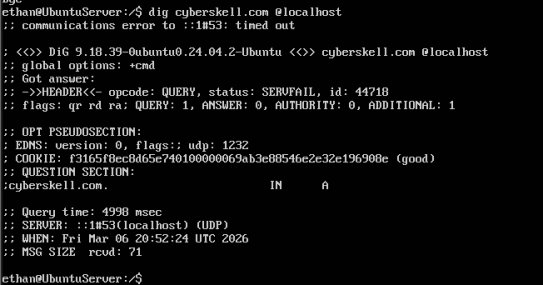 bye
ethan@UbuntuServer:/$ dig cyberskell.com @localhost
;; communications error to ::1#53: timed out

; <<>> DiG 9.18.39-0ubuntu0.24.04.2-Ubuntu <<>> cyberskell.com @localhost
;; global options: +cmd
;; Got answer:
;; ->>HEADER<<- opcode: QUERY, status: SERVFAIL, id: 44718
;; flags: qr rd ra; QUERY: 1, ANSWER: 0, AUTHORITY: 0, ADDITIONAL: 1

;; OPT PSEUDOSECTION:
; EDNS: version: 0, flags:; udp: 1232
; COOKIE: f3165f8ec8d65e740100000069ab3e88546e2e32e196908e (good)
;; QUESTION SECTION:
;cyberskell.com. IN A

;; Query time: 4998 msec
;; SERVER: ::1#53(localhost) (UDP)
;; WHEN: Fri Mar 06 20:52:24 UTC 2026
;; MSG SIZE rcvd: 71

ethan@UbuntuServer:/$